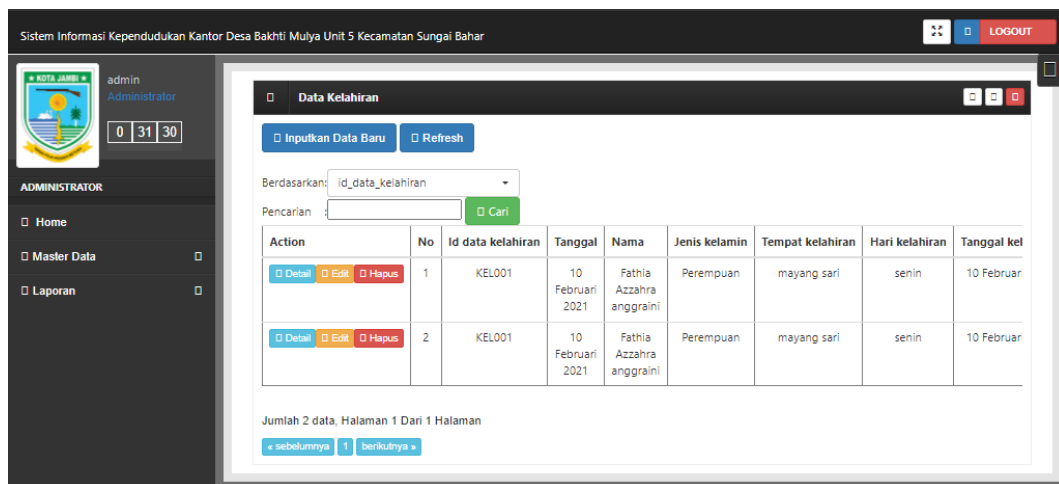 Sistem Informasi Kependudukan Kantor Desa Bakhti Mulya Unit 5 Kecamatan Sungai Bahar
LOGOUT
KOTA JAMBI
admin
Administrator
0 31 30
ADMINISTRATOR
Home
Master Data
Laporan
Data Kelahiran
Inputkan Data Baru Refresh
Berdasarkan: id_data_kelahiran
Pencarian :
Cari
Action No Id data kelahiran Tanggal Nama Jenis kelamin Tempat kelahiran Hari kelahiran Tanggal kel
Detail Edit Hapus 1 KEL001 10 Fathia Perempuan mayang sari senin 10 Februar
Februari Azzahra
2021 anggraini
Detail Edit Hapus 2 KEL001 10 Fathia Perempuan mayang sari senin 10 Februar
Februari Azzahra
2021 anggraini
Jumlah 2 data, Halaman 1 Dari 1 Halaman
« sebelumnya 1 berikutnya »